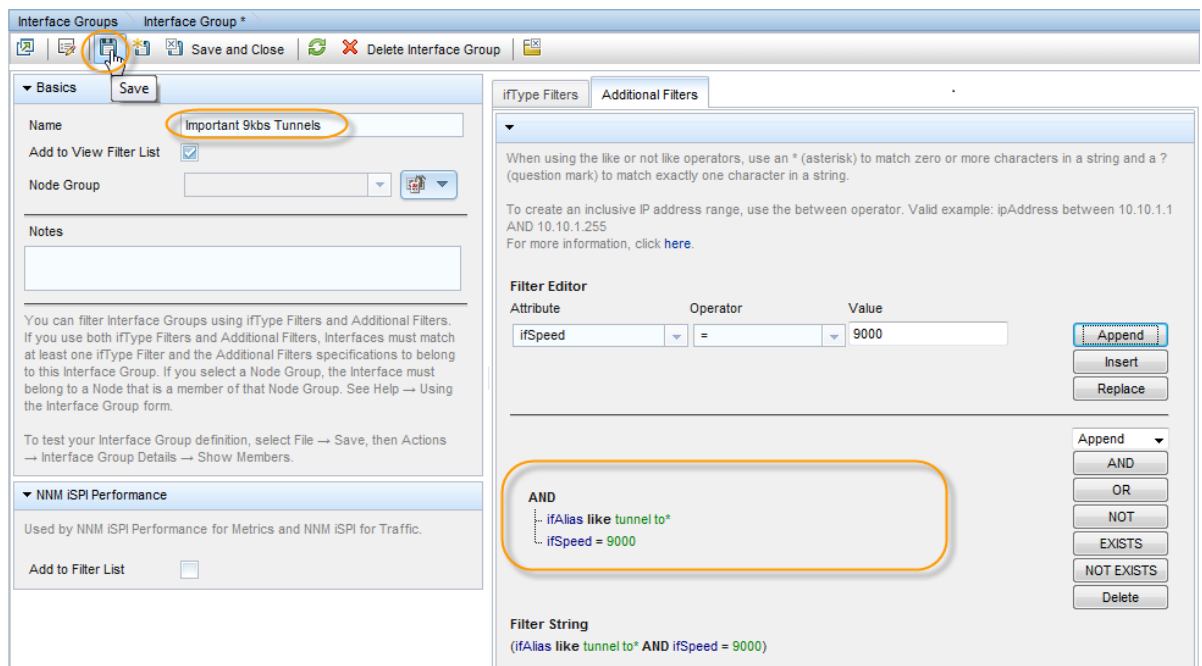 Interface Groups Interface Group *
Save and Close Delete Interface Group
Save
Basics
Name Important 9kbs Tunnels
Add to View Filter List
Node Group
Notes
You can filter Interface Groups using ifType Filters and Additional Filters.
If you use both ifType Filters and Additional Filters, Interfaces must match
at least one ifType Filter and the Additional Filters specifications to belong
to this Interface Group. If you select a Node Group, the Interface must
belong to a Node that is a member of that Node Group. See Help → Using
the Interface Group form.
To test your Interface Group definition, select File → Save, then Actions
→ Interface Group Details → Show Members.
NNM iSPI Performance
Used by NNM iSPI Performance for Metrics and NNM iSPI for Traffic.
Add to Filter List
ifType Filters Additional Filters
When using the like or not like operators, use an * (asterisk) to match zero or more characters in a string and a ?
(question mark) to match exactly one character in a string.
To create an inclusive IP address range, use the between operator. Valid example: ipAddress between 10.10.1.1
AND 10.10.1.255
For more information, click here.
Filter Editor
Attribute Operator Value
ifSpeed = 9000
Append
Insert
Replace
Append
AND
OR
NOT
EXISTS
NOT EXISTS
Delete
AND
ifAlias like tunnel to*
ifSpeed = 9000
Filter String
(ifAlias like tunnel to* AND ifSpeed = 9000)